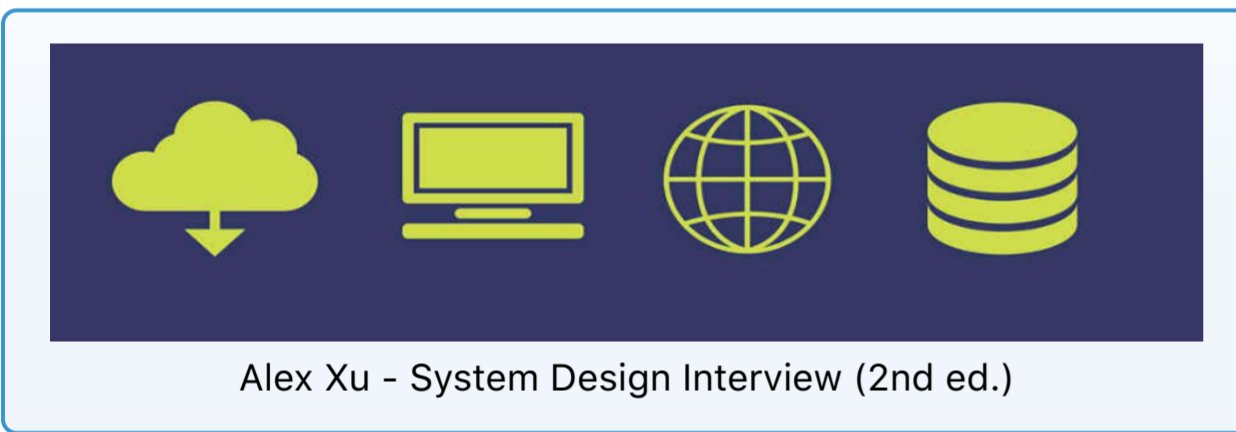 Alex Xu - System Design Interview (2nd ed.)